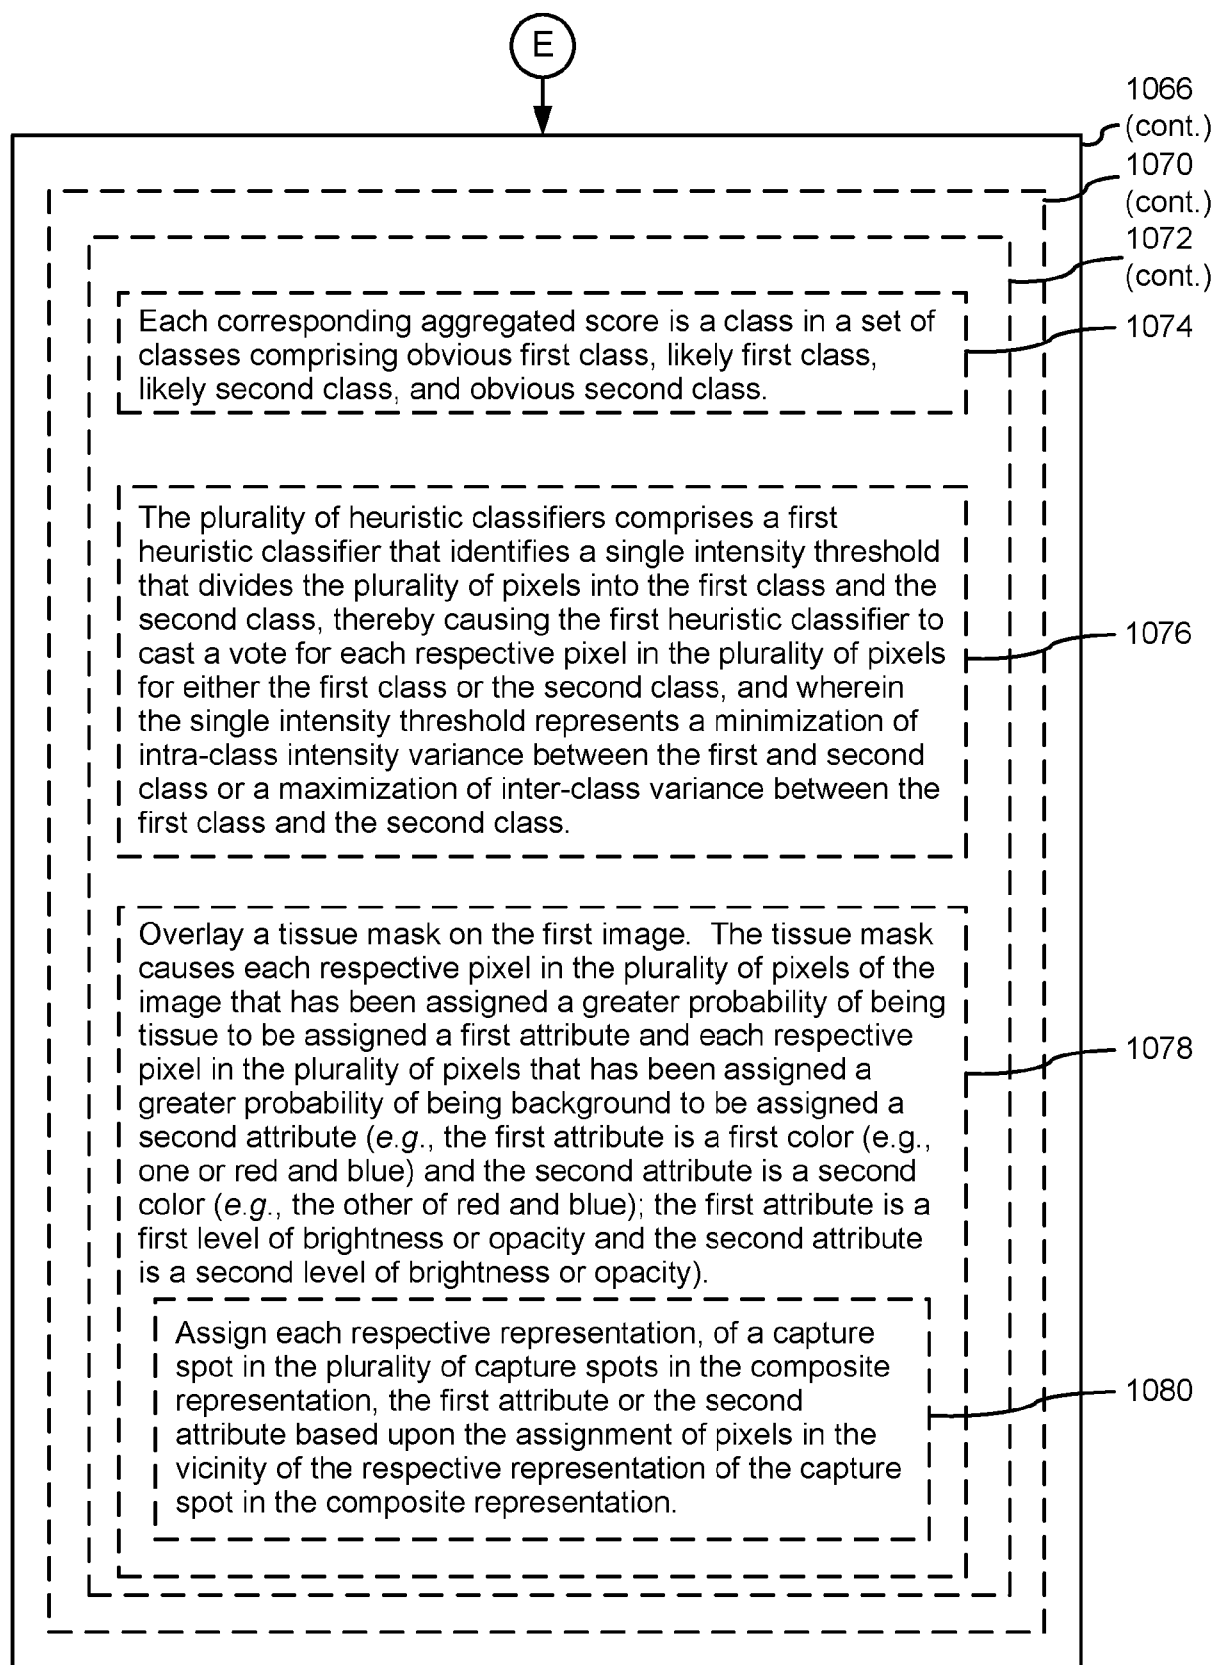 E
1066
(cont.)
1070
(cont.)
1072
(cont.)
Each corresponding aggregated score is a class in a set of
classes comprising obvious first class, likely first class,
likely second class, and obvious second class.
1074
The plurality of heuristic classifiers comprises a first
heuristic classifier that identifies a single intensity threshold
that divides the plurality of pixels into the first class and the
second class, thereby causing the first heuristic classifier to
cast a vote for each respective pixel in the plurality of pixels
for either the first class or the second class, and wherein
the single intensity threshold represents a minimization of
intra-class intensity variance between the first and second
class or a maximization of inter-class variance between the
first class and the second class.
1076
Overlay a tissue mask on the first image.  The tissue mask
causes each respective pixel in the plurality of pixels of the
image that has been assigned a greater probability of being
tissue to be assigned a first attribute and each respective
pixel in the plurality of pixels that has been assigned a
greater probability of being background to be assigned a
second attribute (e.g., the first attribute is a first color (e.g.,
one or red and blue) and the second attribute is a second
color (e.g., the other of red and blue); the first attribute is a
first level of brightness or opacity and the second attribute
is a second level of brightness or opacity).
1078
Assign each respective representation, of a capture
spot in the plurality of capture spots in the composite
representation, the first attribute or the second
attribute based upon the assignment of pixels in the
vicinity of the respective representation of the capture
spot in the composite representation.
1080